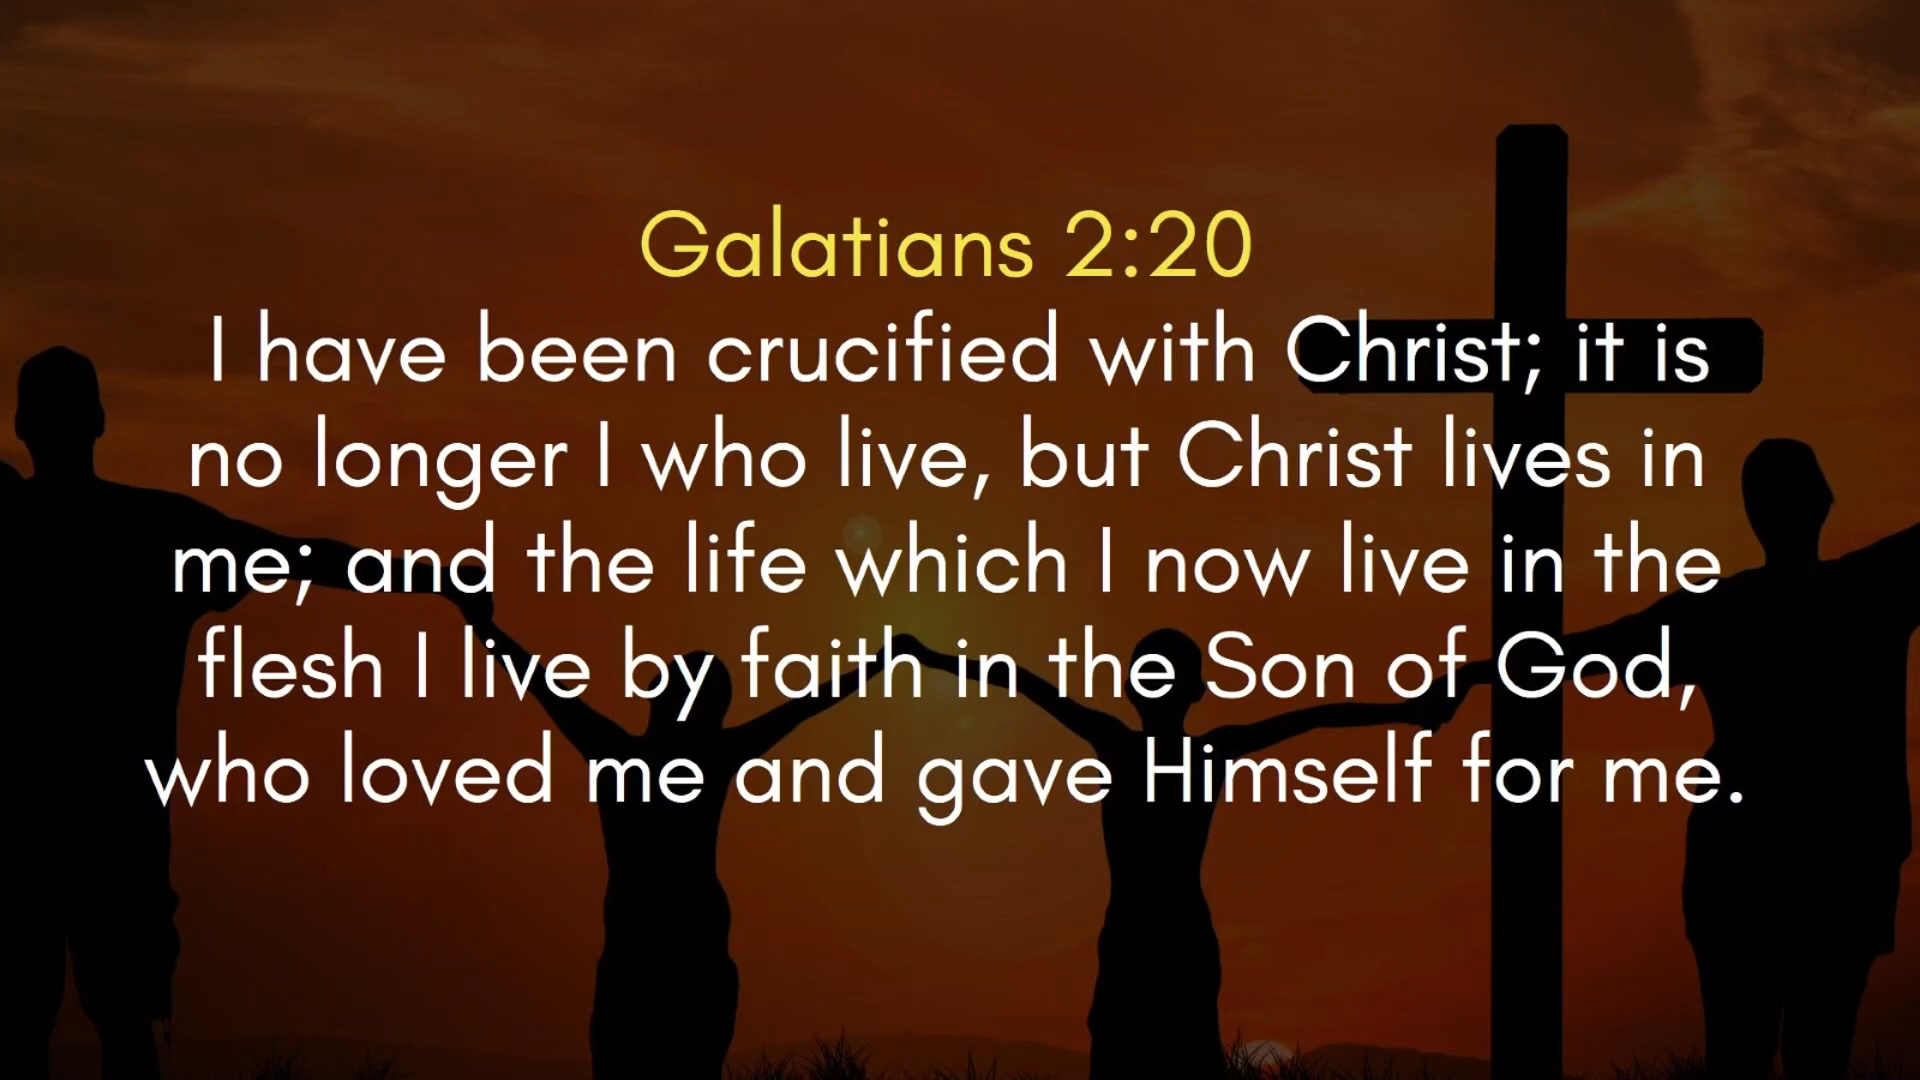 Galatians 2:20
I have been crucified with Christ; it is
no longer I who live, but Christ lives in
me; and the life which I now live in the
flesh I live by faith in the Son of God,
who loved me and gave Himself for me.